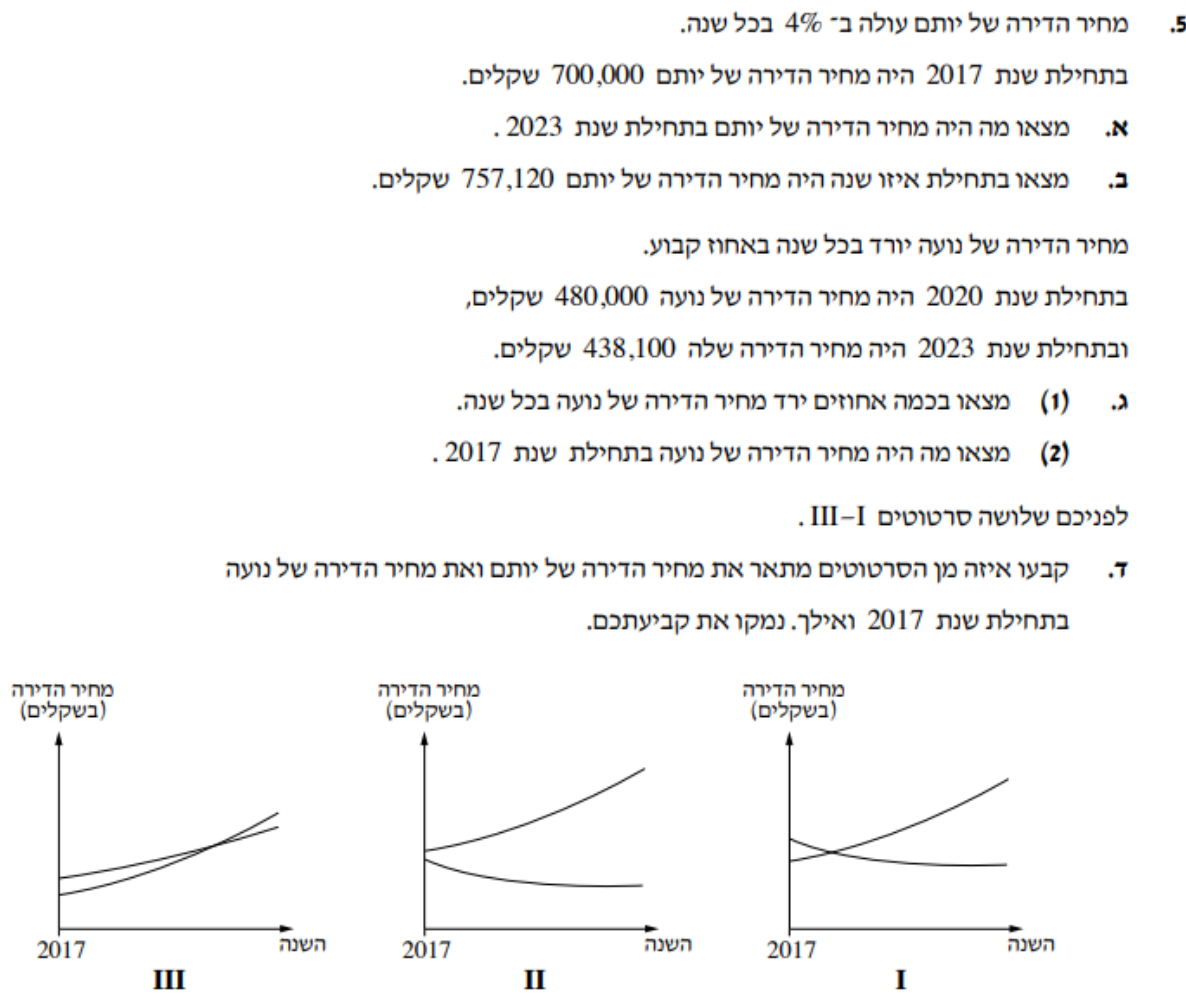 5. מחיר הדירה של יותם עולה ב־ 4% בכל שנה.
בתחילת שנת 2017 היה מחיר הדירה של יותם 700,000 שקלים.
א. מצאו מה היה מחיר הדירה של יותם בתחילת שנת 2023 .
ב. מצאו בתחילת איזו שנה היה מחיר הדירה של יותם 757,120 שקלים.
מחיר הדירה של נועה יורד בכל שנה באחוז קבוע.
בתחילת שנת 2020 היה מחיר הדירה של נועה 480,000 שקלים,
ובתחילת שנת 2023 היה מחיר הדירה שלה 438,100 שקלים.
ג. (1) מצאו בכמה אחוזים ירד מחיר הדירה של נועה בכל שנה.
(2) מצאו מה היה מחיר הדירה של נועה בתחילת שנת 2017 .
לפניכם שלושה סרטוטים III–I .
ד. קבעו איזה מן הסרטוטים מתאר את מחיר הדירה של יותם ואת מחיר הדירה של נועה
בתחילת שנת 2017 ואילך. נמקו את קביעתכם.
מחיר הדירה
(בשקלים)
השנה
2017
I
מחיר הדירה
(בשקלים)
השנה
2017
II
מחיר הדירה
(בשקלים)
השנה
2017
III